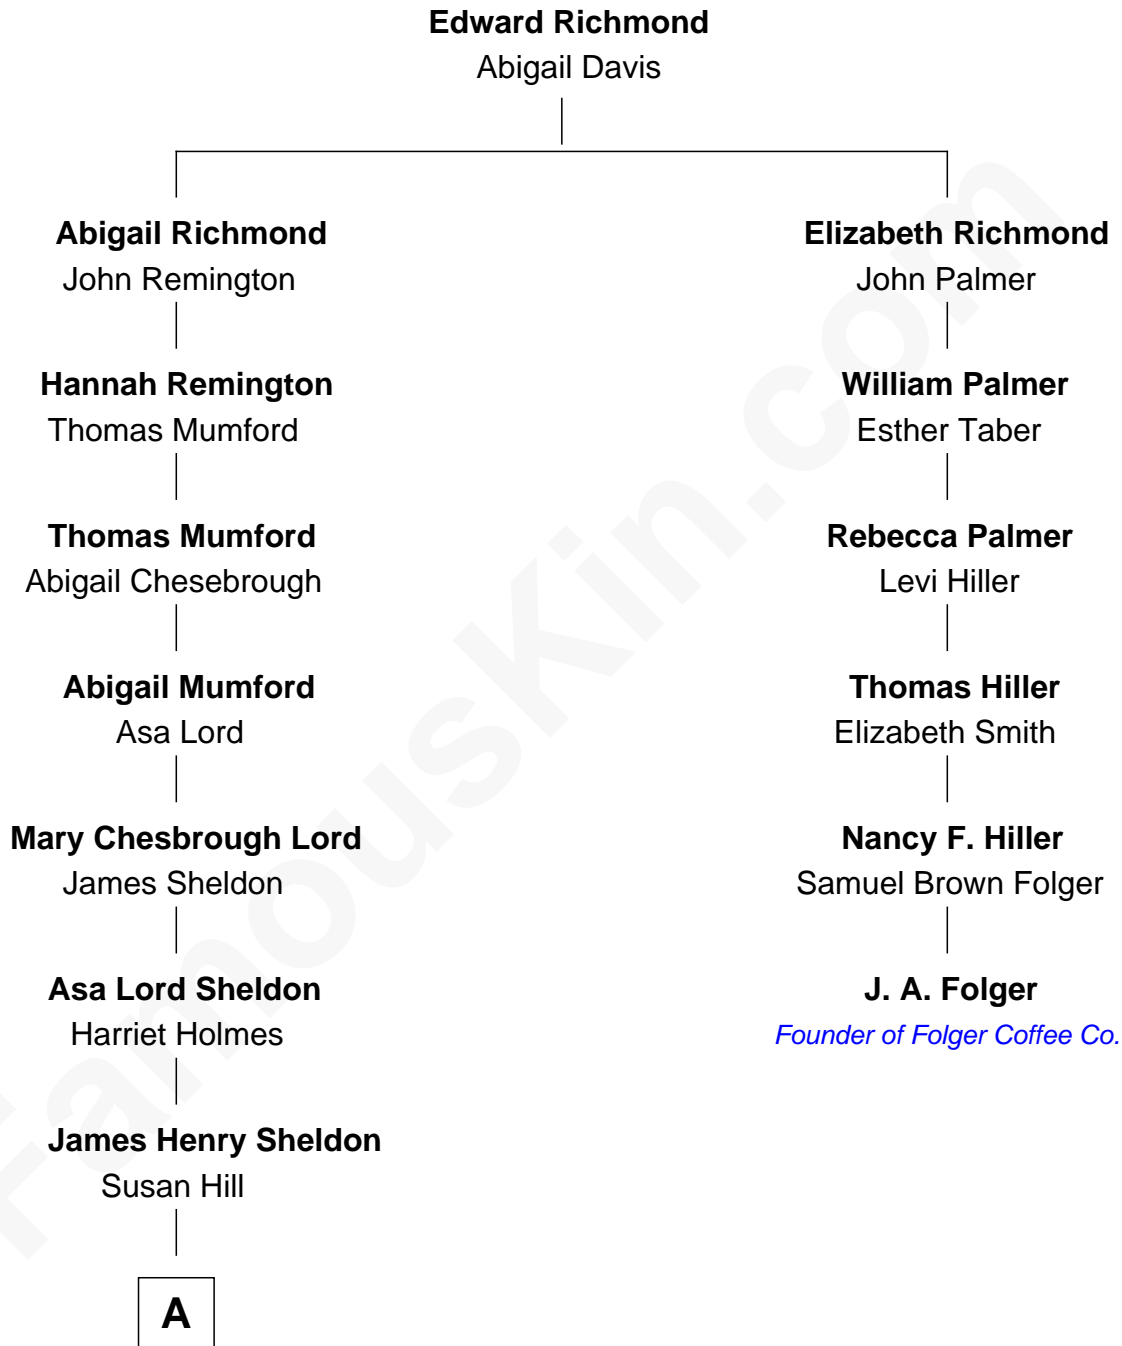 Edward Richmond
Abigail Davis
Abigail Richmond
John Remington
Hannah Remington
Thomas Mumford
Thomas Mumford
Abigail Chesebrough
Abigail Mumford
Asa Lord
Mary Chesbrough Lord
James Sheldon
Asa Lord Sheldon
Harriet Holmes
James Henry Sheldon
Susan Hill
A
Elizabeth Richmond
John Palmer
William Palmer
Esther Taber
Rebecca Palmer
Levi Hiller
Thomas Hiller
Elizabeth Smith
Nancy F. Hiller
Samuel Brown Folger
J. A. Folger
Founder of Folger Coffee Co.
FamousKin.com